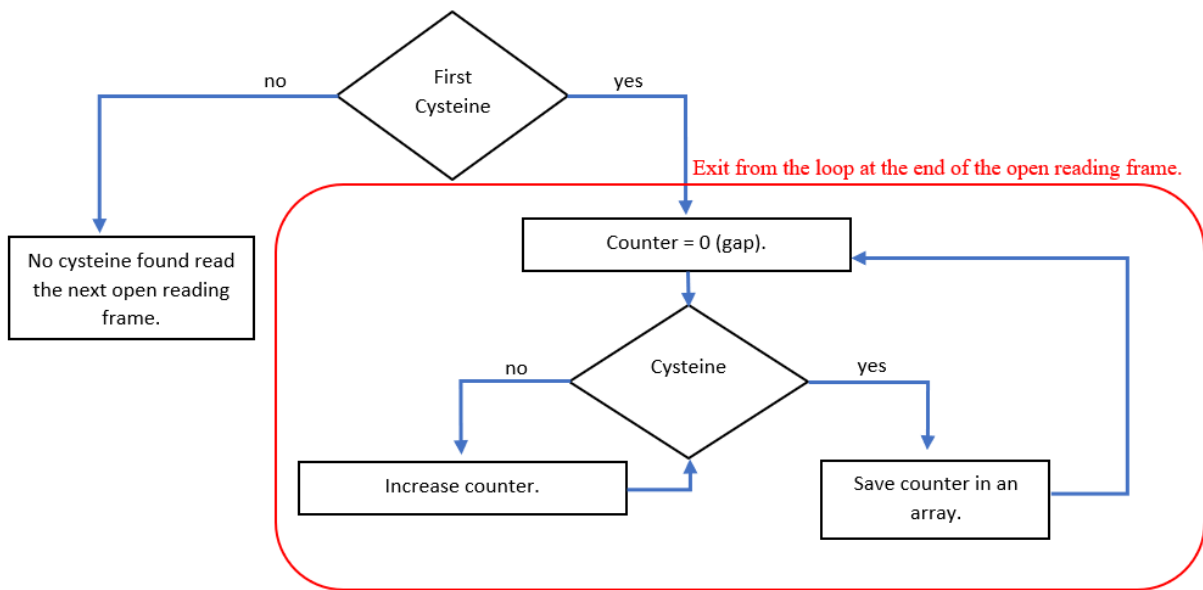 First
Cysteine
no
yes
Exit from the loop at the end of the open reading frame.
No cysteine found read
the next open reading
frame.
Counter = 0 (gap).
Cysteine
no
yes
Increase counter.
Save counter in an
array.